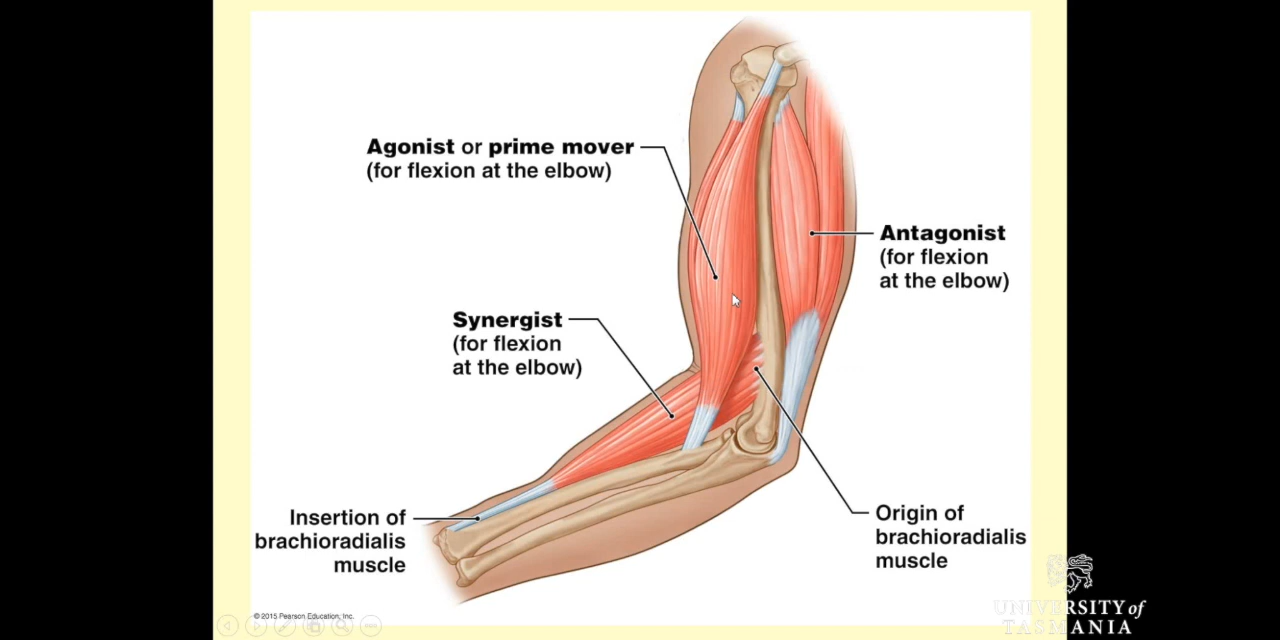 Agonist or prime mover
(for flexion at the elbow)
Antagonist
(for flexion
at the elbow)
Synergist
(for flexion
at the elbow)
Insertion of
brachioradialis
muscle
Origin of
brachioradialis
muscle
© 2015 Pearson Education, Inc.
UNIVERSITY of
TASMANIA